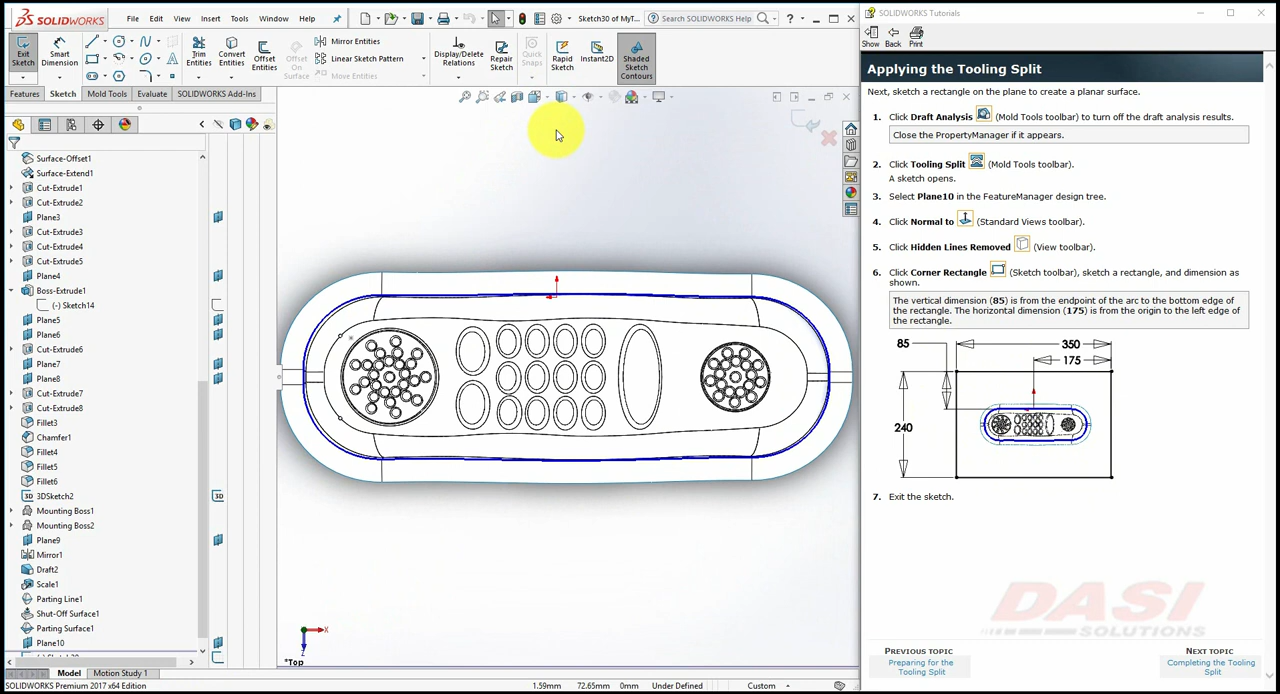 SOLIDWORKS
File
Edit
View
Insert
Tools
Window
Help
Sketch30 of MyT...
Search SOLIDWORKS Help
Exit Sketch
Smart Dimension
Trim Entities
Convert Entities
Offset Entities
Offset On Surface
Mirror Entities
Linear Sketch Pattern
Move Entities
Display/Delete Relations
Repair Sketch
Quick Snaps
Rapid Sketch
Instant2D
Shaded Sketch Contours
Features
Sketch
Mold Tools
Evaluate
SOLIDWORKS Add-Ins
Surface-Offset1
Surface-Extend1
Cut-Extrude1
Cut-Extrude2
Plane3
Cut-Extrude3
Cut-Extrude4
Cut-Extrude5
Plane4
Boss-Extrude1
(-) Sketch14
Plane5
Plane6
Cut-Extrude6
Plane7
Plane8
Cut-Extrude7
Cut-Extrude8
Fillet3
Chamfer1
Fillet4
Fillet5
Fillet6
3DSketch2
Mounting Boss1
Mounting Boss2
Plane9
Mirror1
Draft2
Scale1
Parting Line1
Shut-Off Surface1
Parting Surface1
Plane10
X
Z
*Top
Model
Motion Study 1
SOLIDWORKS Premium 2017 x64 Edition
1.59mm
72.65mm
0mm
Under Defined
Custom
SOLIDWORKS Tutorials
Show
Back
Print
Applying the Tooling Split
Next, sketch a rectangle on the plane to create a planar surface.
1. Click Draft Analysis (Mold Tools toolbar) to turn off the draft analysis results.
Close the PropertyManager if it appears.
2. Click Tooling Split (Mold Tools toolbar).
A sketch opens.
3. Select Plane10 in the FeatureManager design tree.
4. Click Normal to (Standard Views toolbar).
5. Click Hidden Lines Removed (View toolbar).
6. Click Corner Rectangle (Sketch toolbar), sketch a rectangle, and dimension as
shown.
The vertical dimension (85) is from the endpoint of the arc to the bottom edge of
the rectangle. The horizontal dimension (175) is from the origin to the left edge of
the rectangle.
85
350
175
240
7. Exit the sketch.
DASI
SOLUTIONS
PREVIOUS TOPIC
Preparing for the
Tooling Split
NEXT TOPIC
Completing the Tooling
Split